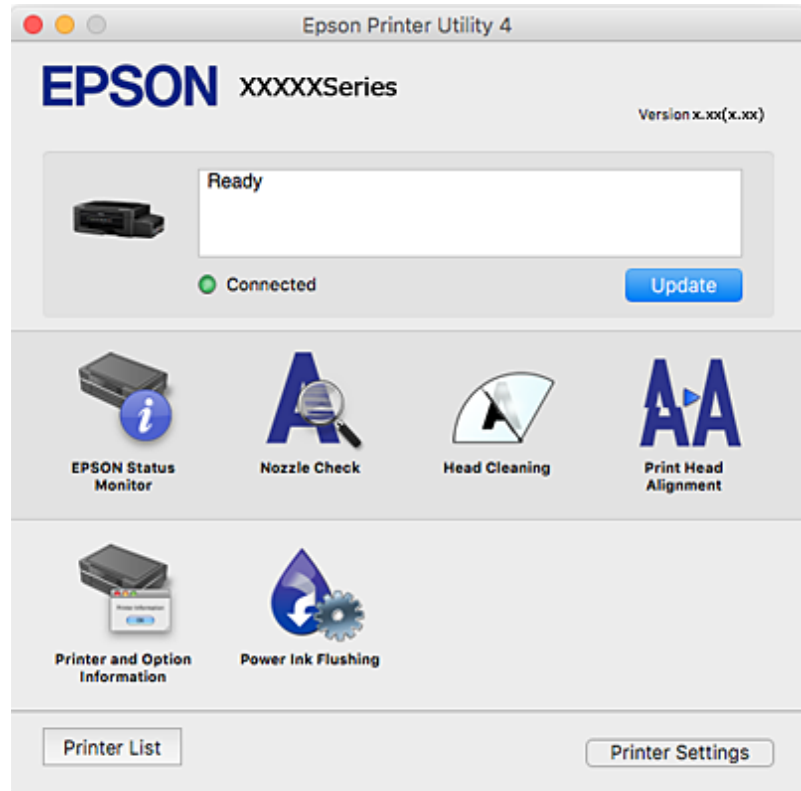 Epson Printer Utility 4
EPSON XXXXXSeries
Version x.xx(x.xx)
Ready
Connected
Update
EPSON Status
Monitor
Nozzle Check
Head Cleaning
Print Head
Alignment
Printer and Option
Information
Power Ink Flushing
Printer List
Printer Settings